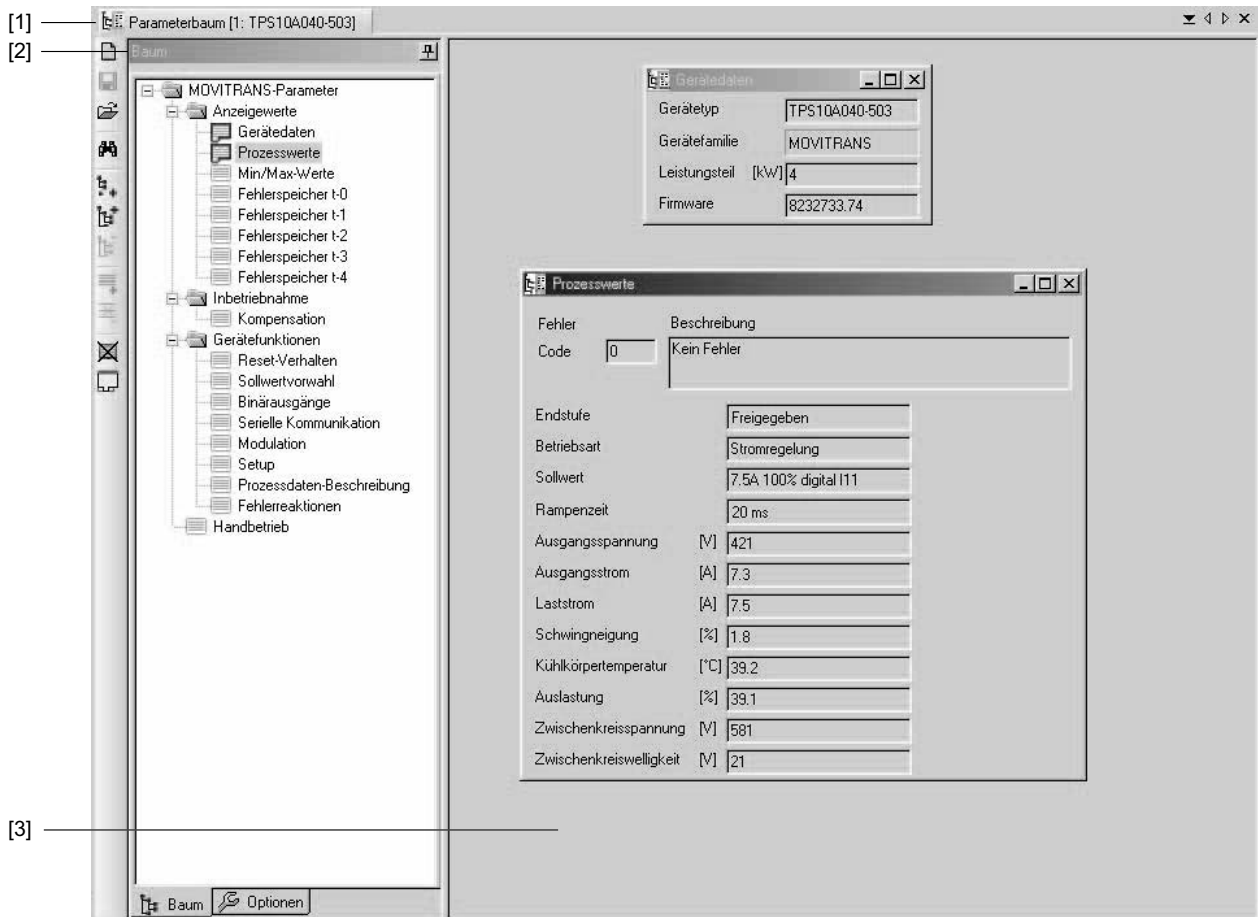 [1]
Parameterbaum [1: TPS10A040-503]
[2]
Baum
MOVITRANS-Parameter
Anzeigewerte
Gerätedaten
Prozesswerte
Min/Max-Werte
Fehlerspeicher t-0
Fehlerspeicher t-1
Fehlerspeicher t-2
Fehlerspeicher t-3
Fehlerspeicher t-4
Inbetriebnahme
Kompensation
Gerätefunktionen
Reset-Verhalten
Sollwertvorwahl
Binärausgänge
Serielle Kommunikation
Modulation
Setup
Prozessdaten-Beschreibung
Fehlerreaktionen
Handbetrieb
Baum
Optionen
Gerätedaten
Gerätetyp TPS10A040-503
Gerätefamilie MOVITRANS
Leistungsteil [kW] 4
Firmware 8232733.74
Prozesswerte
Fehler Beschreibung
Code 0 Kein Fehler
Endstufe Freigegeben
Betriebsart Stromregelung
Sollwert 7.5A 100% digital I11
Rampenzeit 20 ms
Ausgangsspannung [V] 421
Ausgangsstrom [A] 7.3
Laststrom [A] 7.5
Schwingneigung [%] 1.8
Kühlkörpertemperatur [°C] 39.2
Auslastung [%] 39.1
Zwischenkreisspannung [V] 581
Zwischenkreiswelligkeit [V] 21
[3]